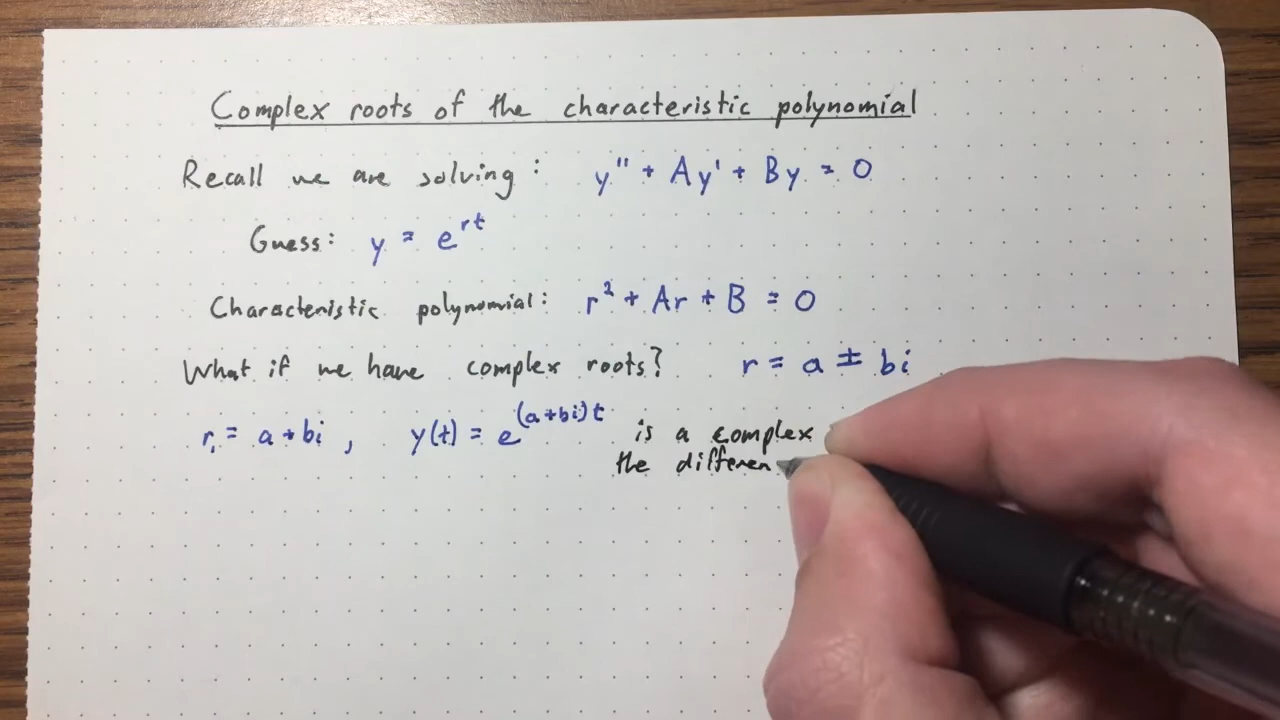 Complex roots of the characteristic polynomial
Recall we are solving: y'' + Ay' + By = 0
Guess: y = e^{rt}
Characteristic polynomial: r² + Ar + B = 0
What if we have complex roots? r = a ± bi
r₁ = a + bi, y(t) = e^{(a+bi)t} is a complex
the differen